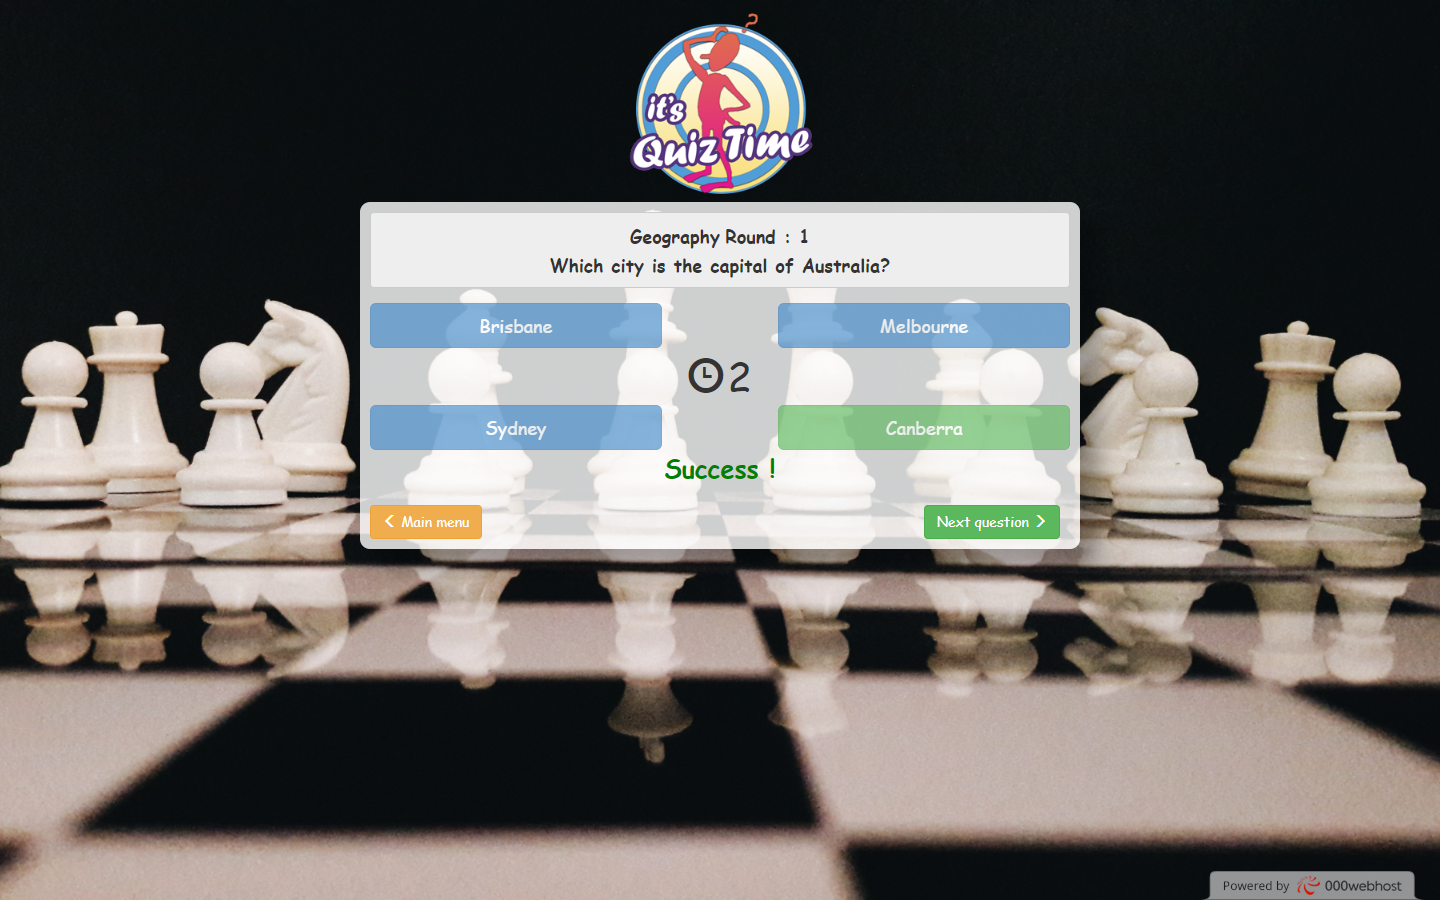 ?
it's
Quiz Time
Geography Round : 1
Which city is the capital of Australia?
Brisbane
Melbourne
2
Sydney
Canberra
Success !
Main menu
Next question
Powered by 000webhost